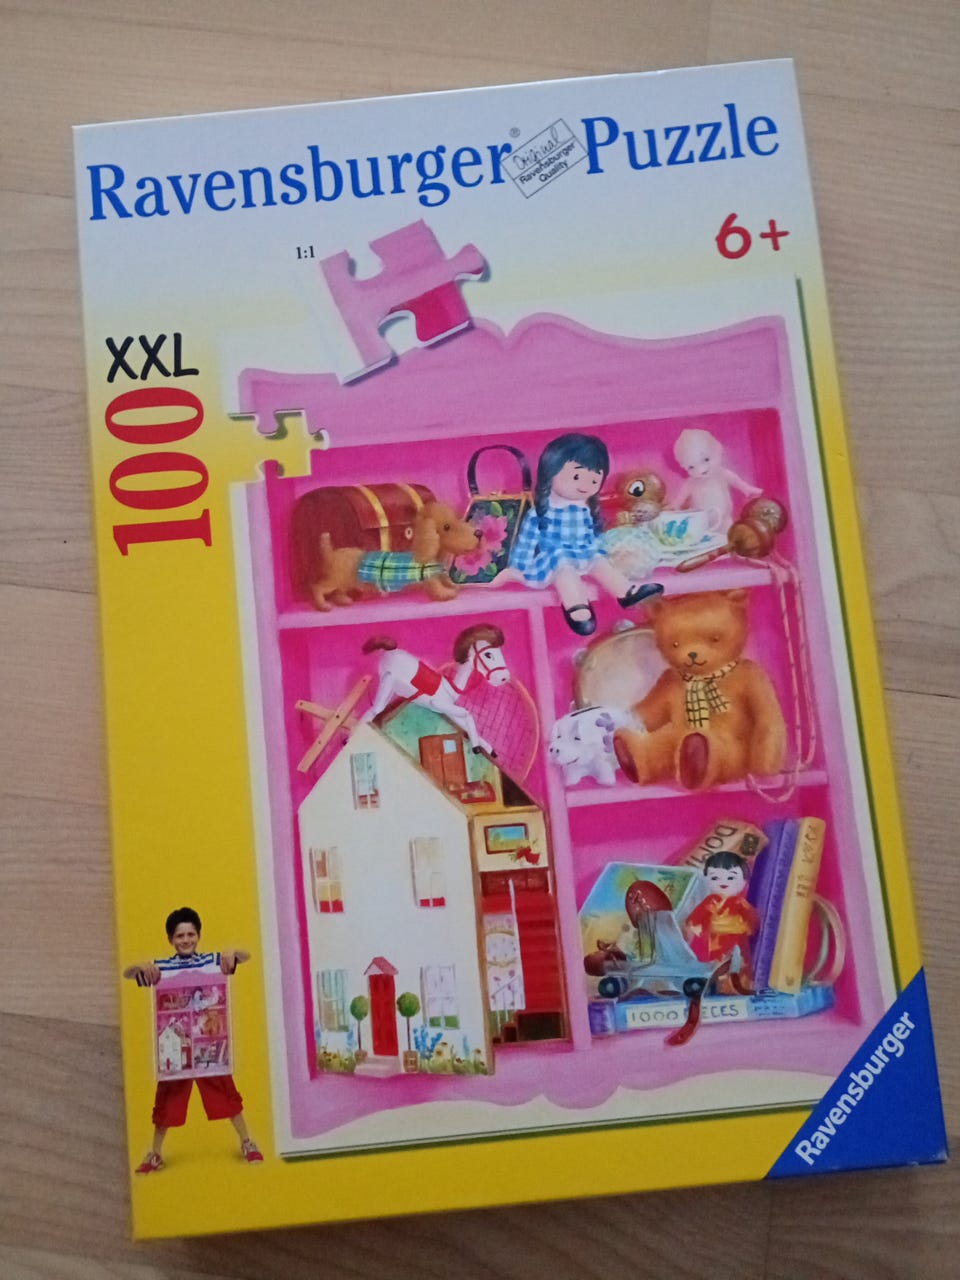 Ravensburger® Puzzle
Original
Ravensburger
Quality
6+
1:1
XXL
100
1000 PIECES
Ravensburger